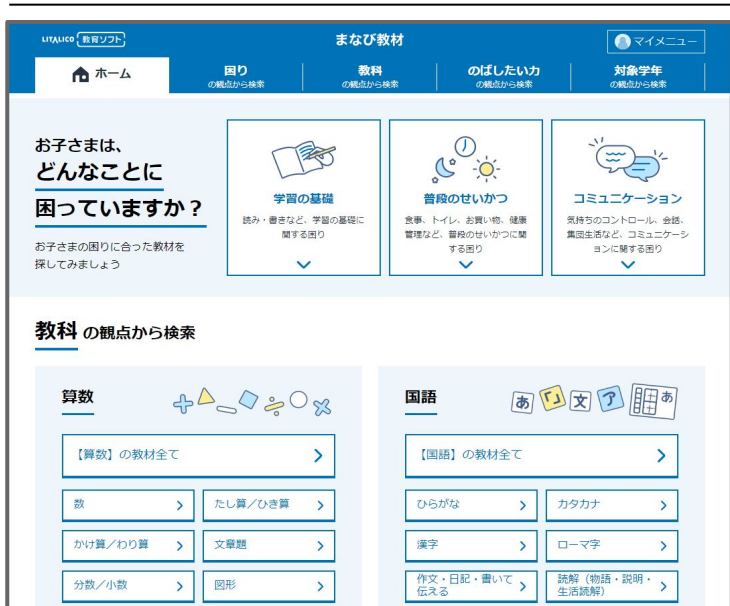 LITALICO 教育ソフト
まなび教材
マイメニュー
ホーム
困り
の観点から検索
教科
の観点から検索
のばしたい力
の観点から検索
対象学年
の観点から検索
お子さまは、
どんなことに
困っていますか？
お子さまの困りに合った教材を
探してみましょう
学習の基礎
読み・書きなど、学習の基礎に
関する困り
普段のせいかつ
食事、トイレ、お買い物、健康
管理など、普段のせいかつに関
する困り
コミュニケーション
気持ちのコントロール、会話、
集団生活など、コミュニケーシ
ョンに関する困り
教科 の観点から検索
算数
【算数】の教材全て
数
たし算／ひき算
かけ算／わり算
文章題
分数／小数
図形
国語
あ 「」 文 ア あ
【国語】の教材全て
ひらがな
カタカナ
漢字
ローマ字
作文・日記・書いて
伝える
読解（物語・説明・
生活読解）